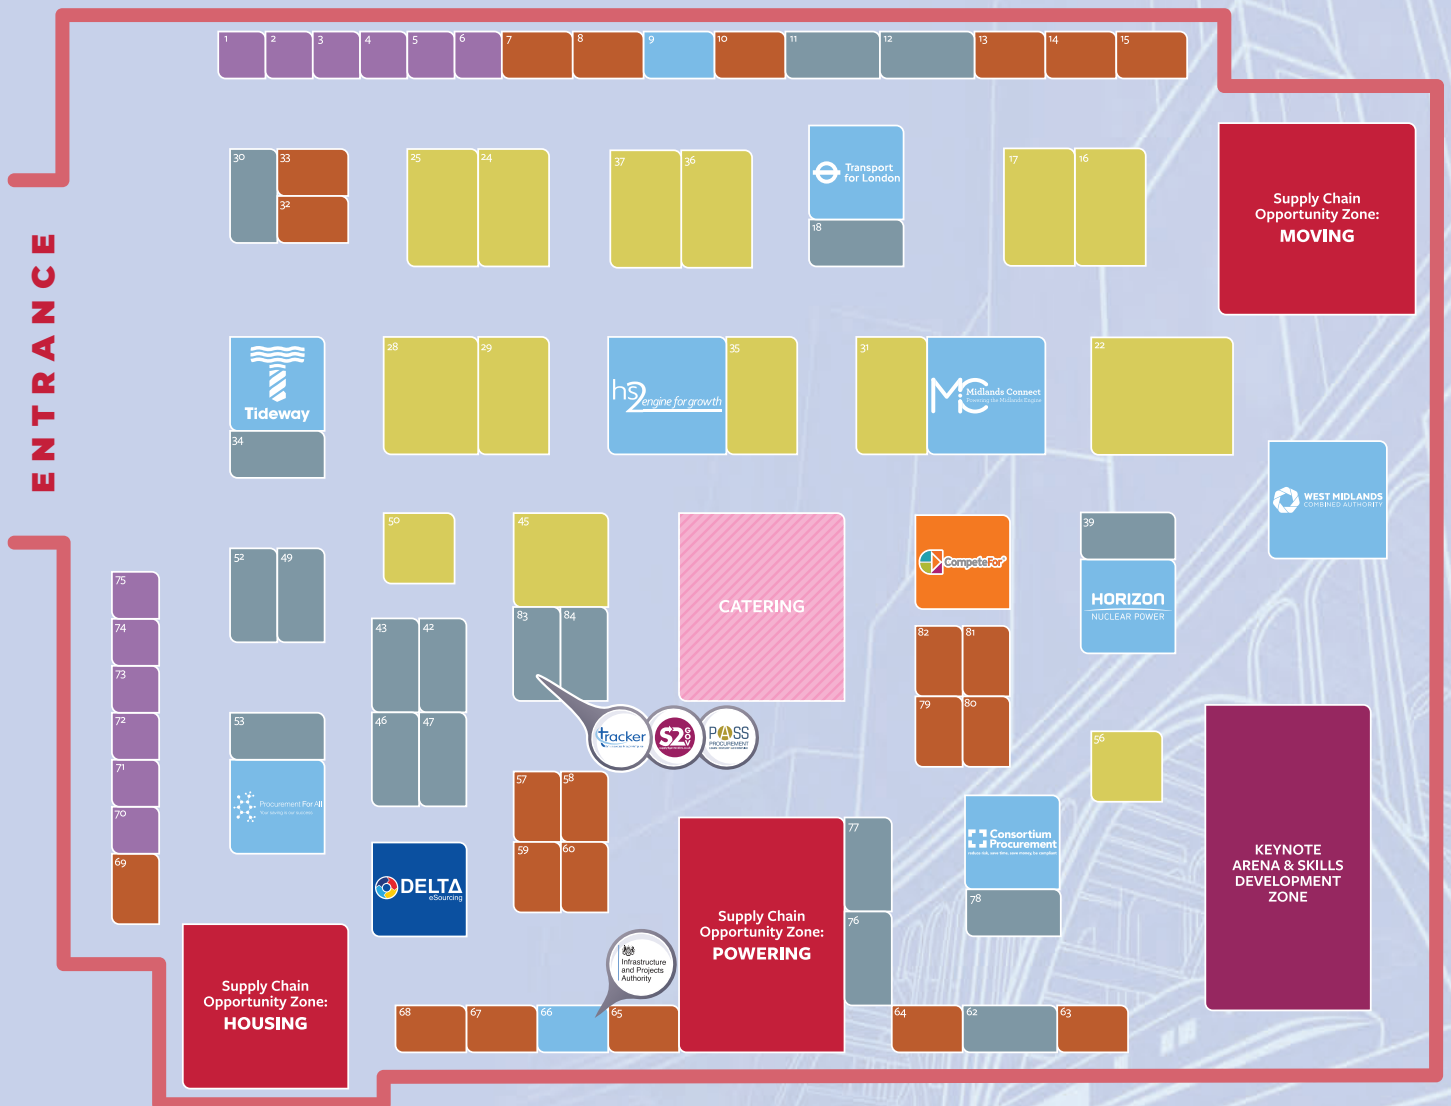 1 2 3 4 5 6 7 8 9 10 11 12 13 14 15
30 33 25 24 37 36 17 16
Transport
for London
32
18
Supply Chain
Opportunity Zone:
MOVING
ENTRANCE
Tideway
34
28 29
hs2 engine for growth
35
31
MC Midlands Connect
Powering the Midlands Engine
22
WEST MIDLANDS
COMBINED AUTHORITY
50 45
CATERING
CompeteFor
39
HORIZON
NUCLEAR POWER
52 49
75
74
73
72
71
70
69
43 42
46 47
83 84
82 81
79 80
tracker
S2 GOV
PASS
PROCUREMENT
53
Procurement For All
56
57 58
59 60
DELTA
eSourcing
77
76
Consortium
Procurement
78
KEYNOTE
ARENA & SKILLS
DEVELOPMENT
ZONE
Supply Chain
Opportunity Zone:
POWERING
Infrastructure
and Projects
Authority
Supply Chain
Opportunity Zone:
HOUSING
68 67 66 65 64 62 63